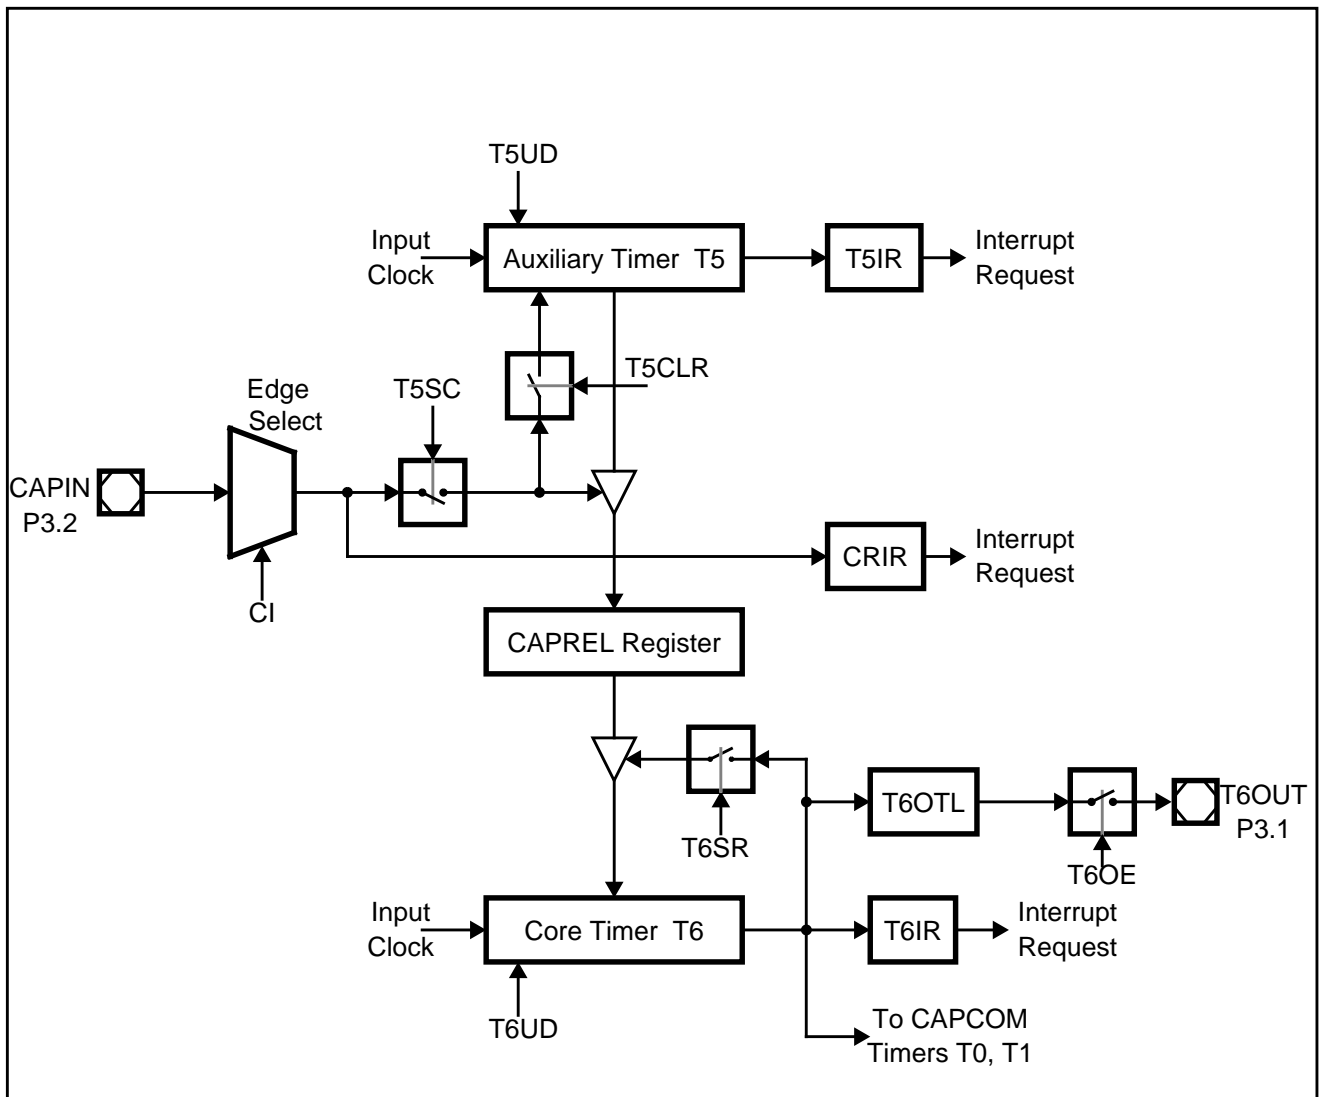 T5UD
Input
Clock
Auxiliary Timer T5
T5IR
Interrupt
Request
T5CLR
Edge
Select
T5SC
CAPIN
P3.2
CI
CRIR
Interrupt
Request
CAPREL Register
T6SR
T6OTL
T6OE
T6OUT
P3.1
Input
Clock
Core Timer T6
T6IR
Interrupt
Request
T6UD
To CAPCOM
Timers T0, T1